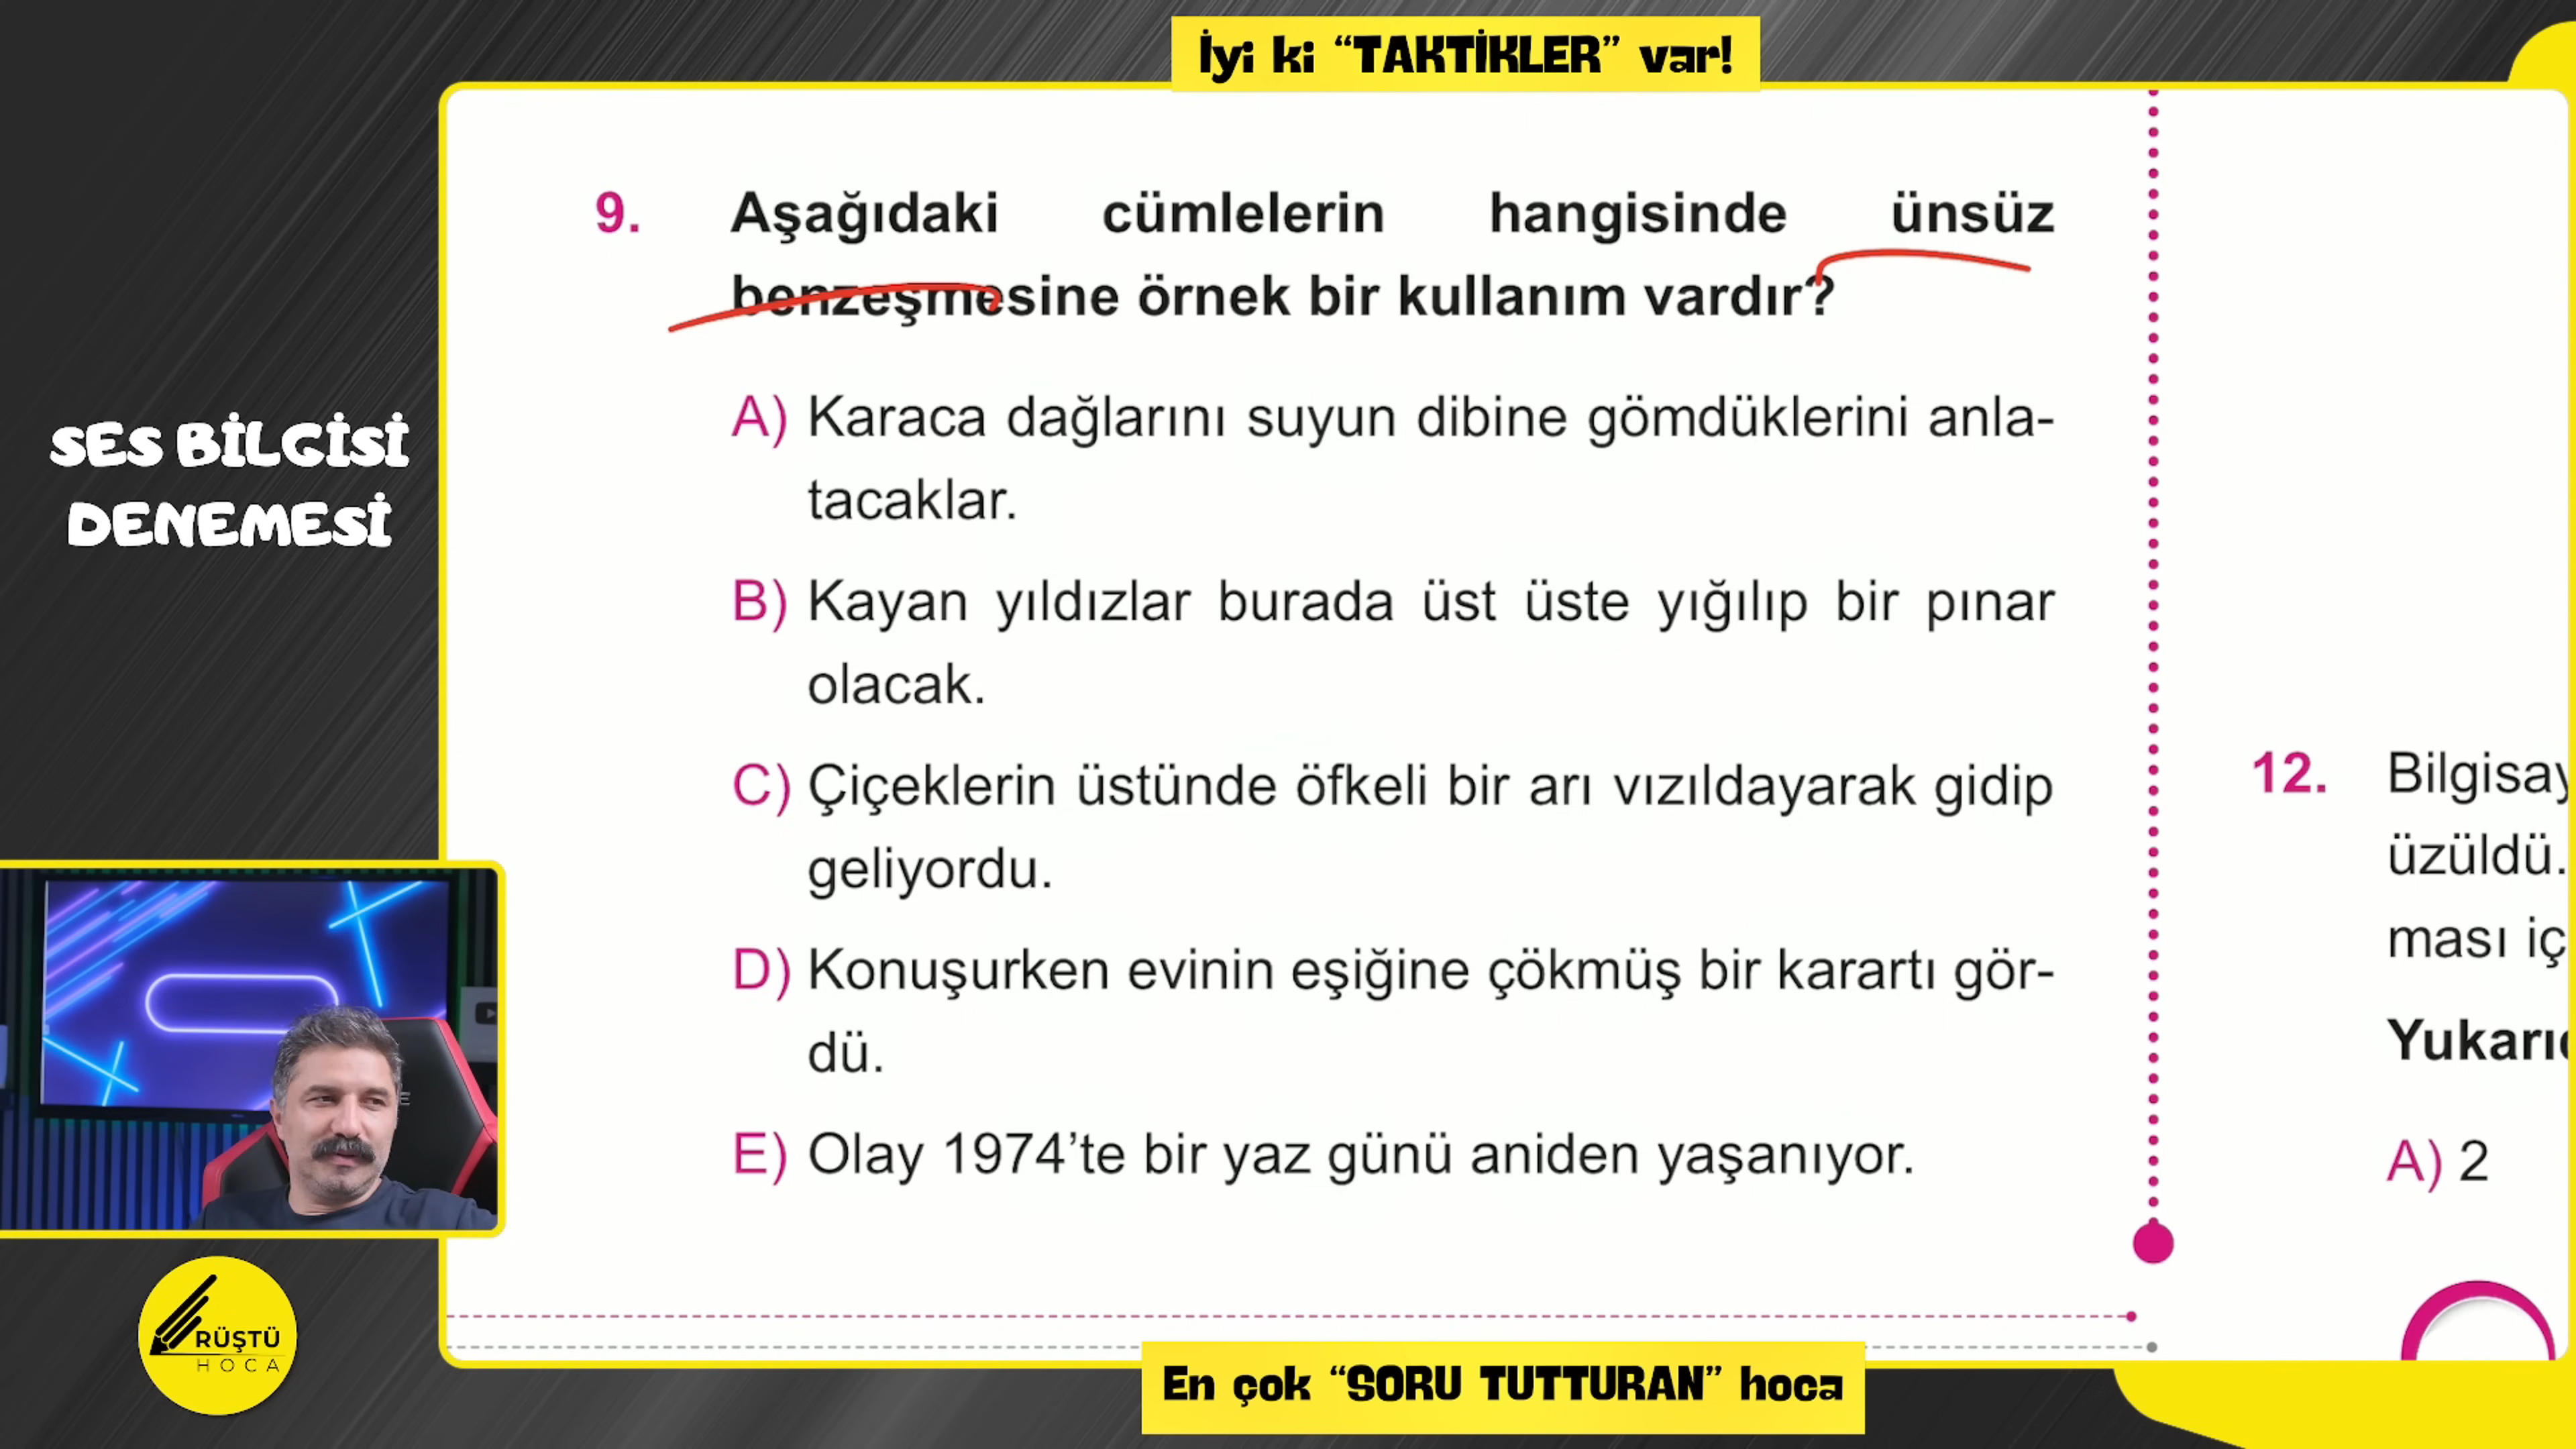 İyi ki “TAKTİKLER” var!
SES BİLGİSİ
DENEMESİ
9. Aşağıdaki cümlelerin hangisinde ünsüz
benzeşmesine örnek bir kullanım vardır?
A) Karaca dağlarını suyun dibine gömdüklerini anla-
tacaklar.
B) Kayan yıldızlar burada üst üste yığılıp bir pınar
olacak.
C) Çiçeklerin üstünde öfkeli bir arı vızıldayarak gidip
geliyordu.
D) Konuşurken evinin eşiğine çökmüş bir karartı gör-
dü.
E) Olay 1974’te bir yaz günü aniden yaşanıyor.
12. Bilgisay
üzüldü.
ması iç
Yukarı
A) 2
RÜŞTÜ
HOCA
En çok “SORU TUTTURAN” hoca